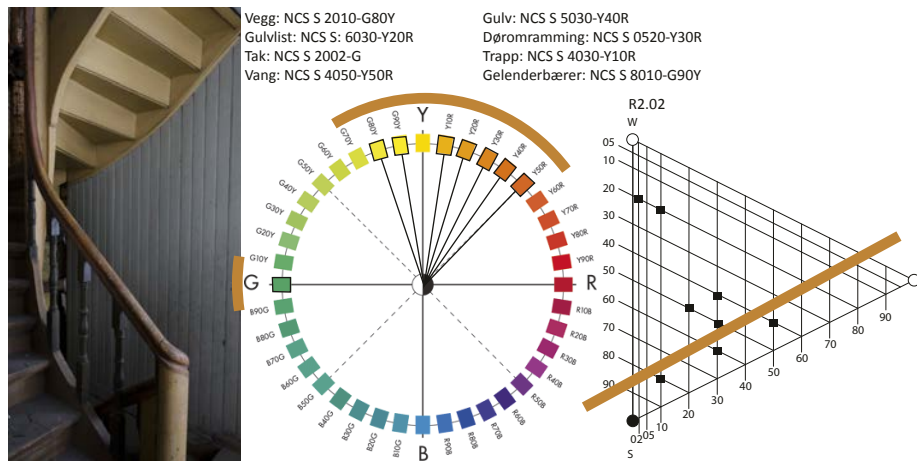 Vegg: NCS S 2010-G80Y
Gulvlist: NCS S: 6030-Y20R
Tak: NCS S 2002-G
Vang: NCS S 4050-Y50R
Gulv: NCS S 5030-Y40R
Døromramming: NCS S 0520-Y30R
Trapp: NCS S 4030-Y10R
Gelenderbærer: NCS S 8010-G90Y
Y
Y10R
Y20R
Y30R
Y40R
Y50R
Y60R
Y70R
Y80R
Y90R
R
R10B
R20B
R30B
R40B
R50B
R60B
R70B
R80B
R90B
B
B10G
B20G
B30G
B40G
B50G
B60G
B70G
B80G
B90G
G
G10Y
G20Y
G30Y
G40Y
G50Y
G60Y
G70Y
G80Y
G90Y
R2.02
W
05
10
20
30
40
50
60
70
80
90
S
02
05
10
20
30
40
50
60
70
80
90